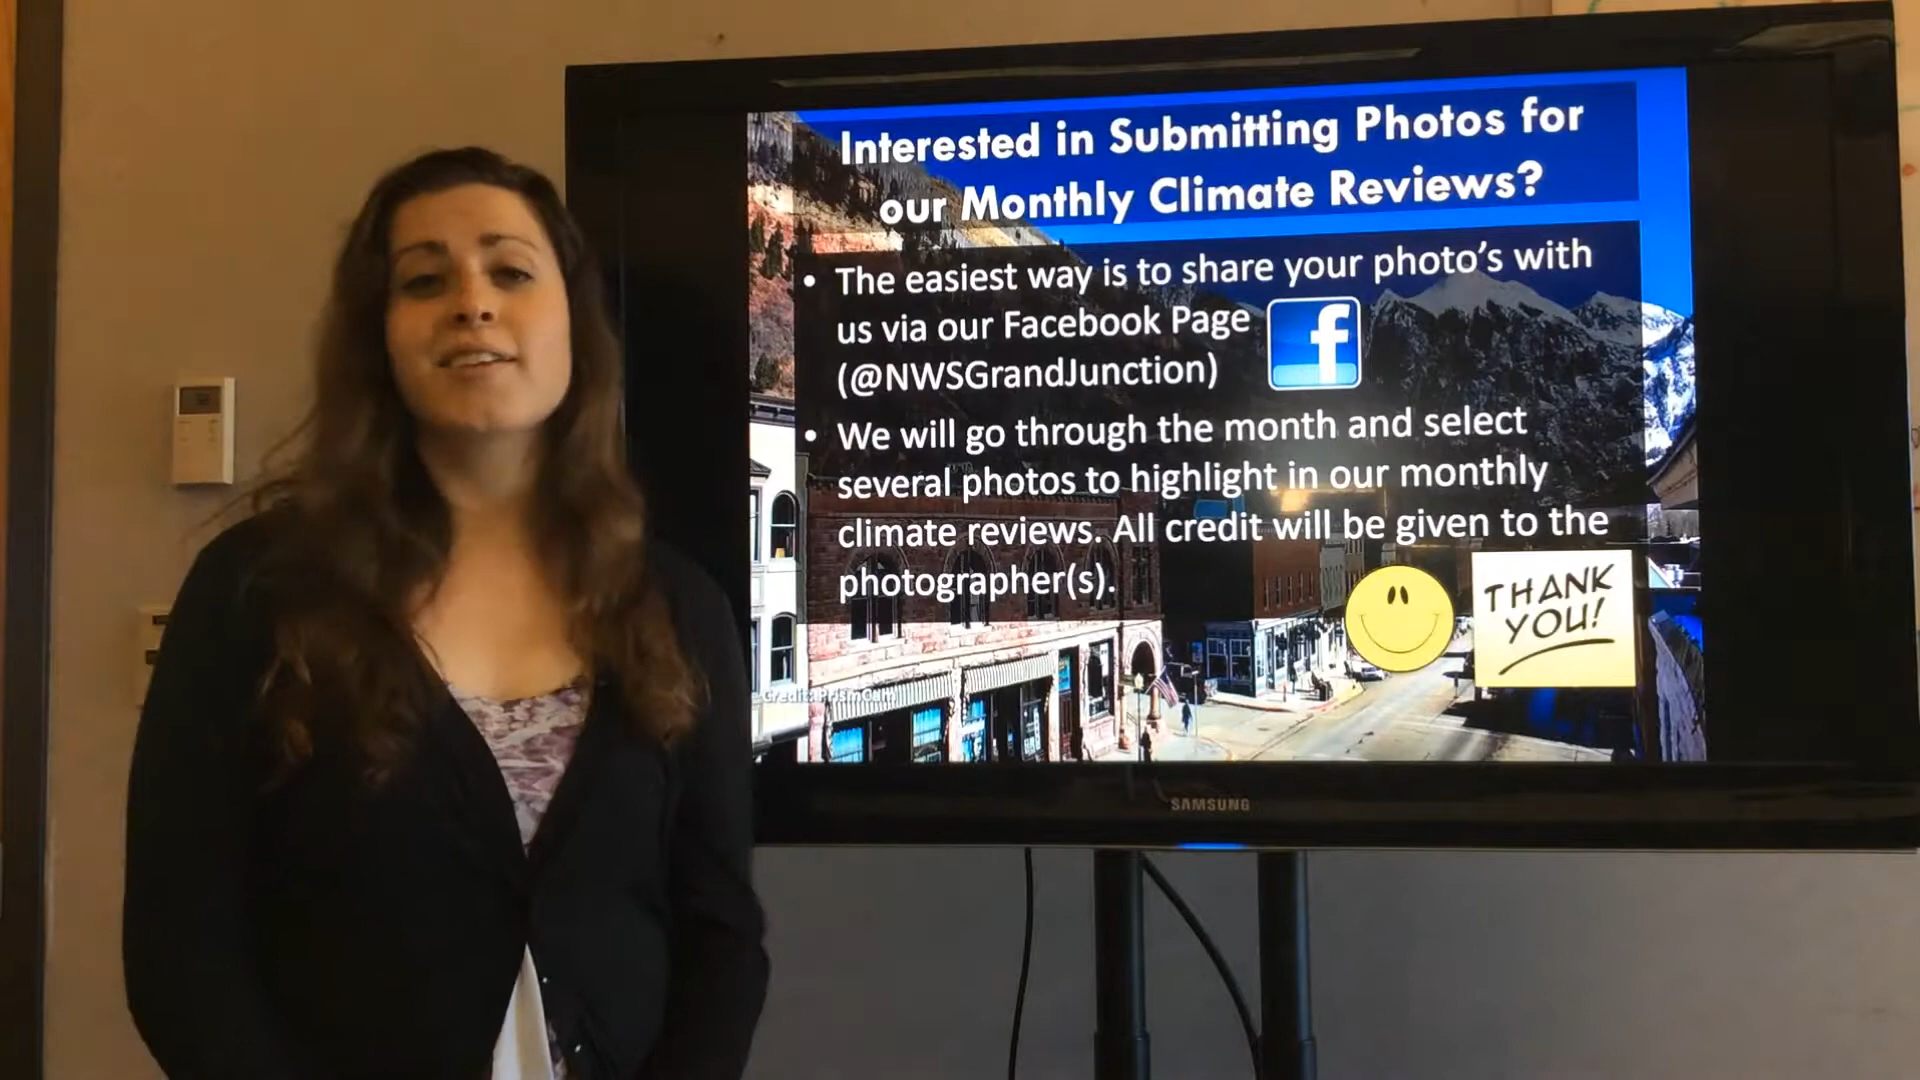 Interested in Submitting Photos for
our Monthly Climate Reviews?
• The easiest way is to share your photo's with
us via our Facebook Page
(@NWSGrandJunction)
f
• We will go through the month and select
several photos to highlight in our monthly
climate reviews. All credit will be given to the
photographer(s).
THANK
YOU!
Credit: PrismCam
SAMSUNG